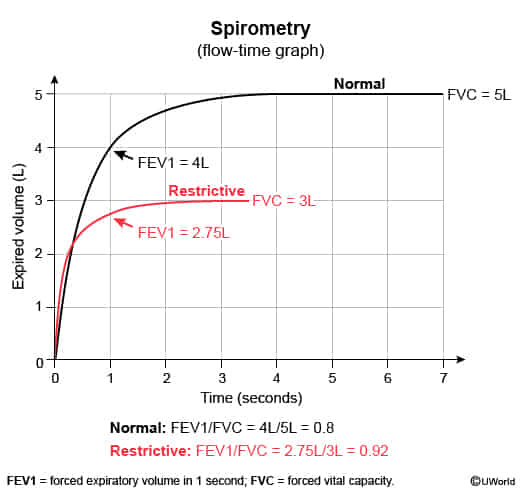 Spirometry
(flow-time graph)
Normal
5
FVC = 5L
4
FEV1 = 4L
Restrictive
3
FVC = 3L
FEV1 = 2.75L
2
1
0
Expired volume (L)
0 1 2 3 4 5 6 7
Time (seconds)
Normal: FEV1/FVC = 4L/5L = 0.8
Restrictive: FEV1/FVC = 2.75L/3L = 0.92
FEV1 = forced expiratory volume in 1 second; FVC = forced vital capacity.
©UWorld